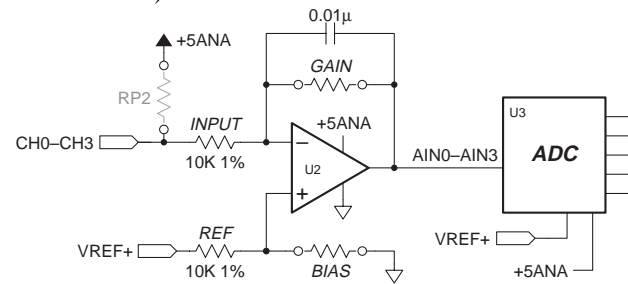 0.01µ
+5ANA
GAIN
RP2
INPUT
+5ANA
U3
CH0–CH3
ADC
U2
AIN0–AIN3
10K 1%
REF
VREF+
VREF+
10K 1%
BIAS
+5ANA